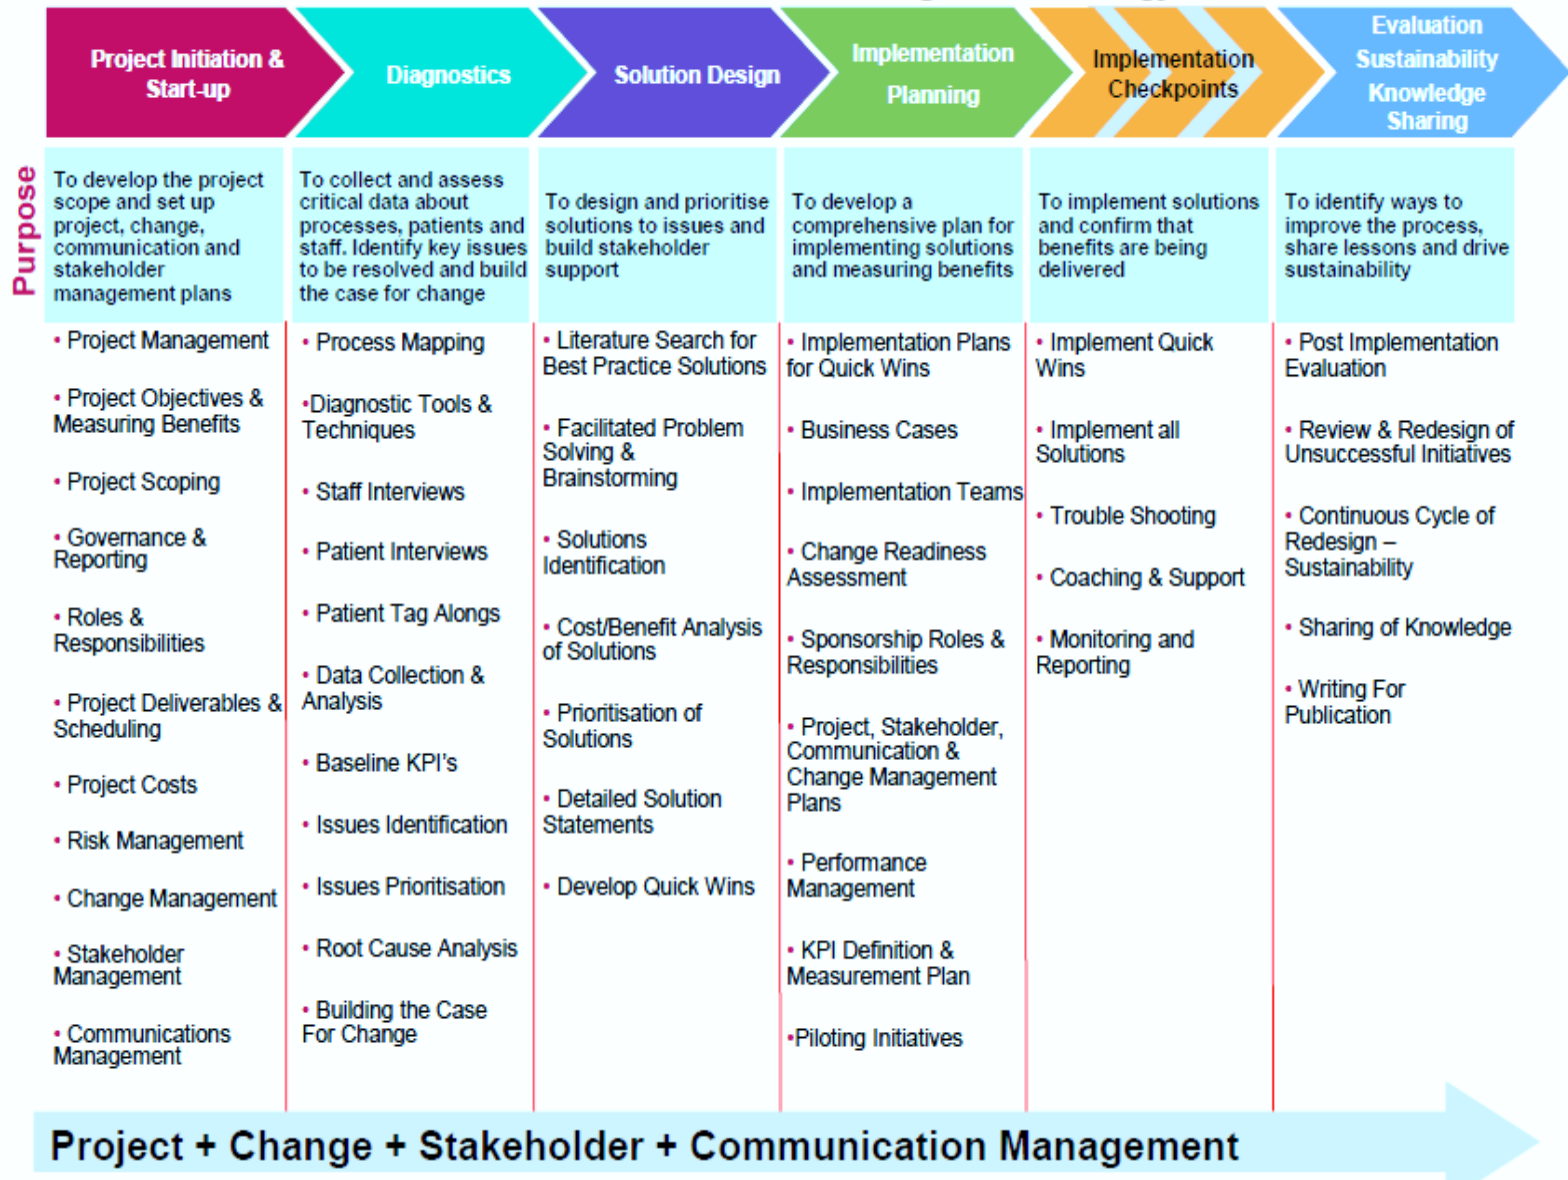 Project Initiation &
Start-up
Diagnostics
Solution Design
Implementation
Planning
Implementation
Checkpoints
Evaluation
Sustainability
Knowledge
Sharing
Purpose
To develop the project
scope and set up
project, change,
communication and
stakeholder
management plans
To collect and assess
critical data about
processes, patients and
staff. Identify key issues
to be resolved and build
the case for change
To design and prioritise
solutions to issues and
build stakeholder
support
To develop a
comprehensive plan for
implementing solutions
and measuring benefits
To implement solutions
and confirm that
benefits are being
delivered
To identify ways to
improve the process,
share lessons and drive
sustainability
• Project Management
• Project Objectives &
Measuring Benefits
• Project Scoping
• Governance &
Reporting
• Roles &
Responsibilities
• Project Deliverables &
Scheduling
• Project Costs
• Risk Management
• Change Management
• Stakeholder
Management
• Communications
Management
• Process Mapping
•Diagnostic Tools &
Techniques
• Staff Interviews
• Patient Interviews
• Patient Tag Alongs
• Data Collection &
Analysis
• Baseline KPI's
• Issues Identification
• Issues Prioritisation
• Root Cause Analysis
• Building the Case
For Change
• Literature Search for
Best Practice Solutions
• Facilitated Problem
Solving &
Brainstorming
• Solutions
Identification
• Cost/Benefit Analysis
of Solutions
• Prioritisation of
Solutions
• Detailed Solution
Statements
• Develop Quick Wins
• Implementation Plans
for Quick Wins
• Business Cases
• Implementation Teams
• Change Readiness
Assessment
• Sponsorship Roles &
Responsibilities
• Project, Stakeholder,
Communication &
Change Management
Plans
• Performance
Management
• KPI Definition &
Measurement Plan
•Piloting Initiatives
• Implement Quick
Wins
• Implement all
Solutions
• Trouble Shooting
• Coaching & Support
• Monitoring and
Reporting
• Post Implementation
Evaluation
• Review & Redesign of
Unsuccessful Initiatives
• Continuous Cycle of
Redesign –
Sustainability
• Sharing of Knowledge
• Writing For
Publication
Project + Change + Stakeholder + Communication Management